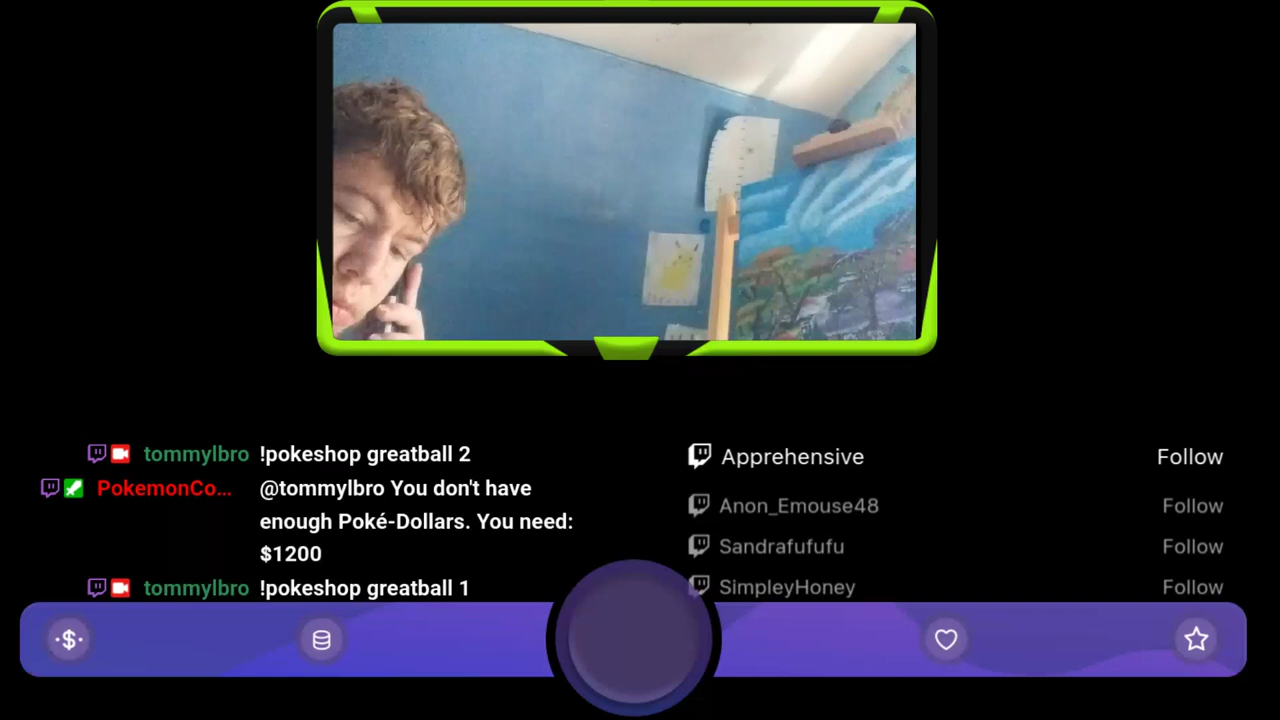 tommylbro !pokeshop greatball 2
PokemonCo... @tommylbro You don't have
enough Poké-Dollars. You need:
$1200
tommylbro !pokeshop greatball 1
Apprehensive Follow
Anon_Emouse48 Follow
Sandrafufufu Follow
SimpleyHoney Follow
$